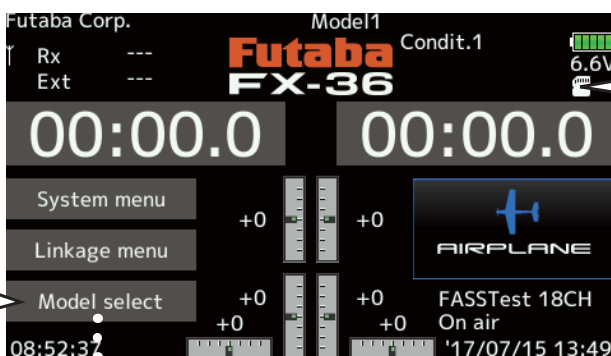 Futaba Corp. Model1
Condit.1
Rx ---
Ext ---
Futaba
FX-36
6.6V
00:00.0 00:00.0
System menu
+0 +0
Linkage menu
AIRPLANE
Model select
+0 +0
FASSTest 18CH
+0 +0
On air
08:52:37
'17/07/15 13:49